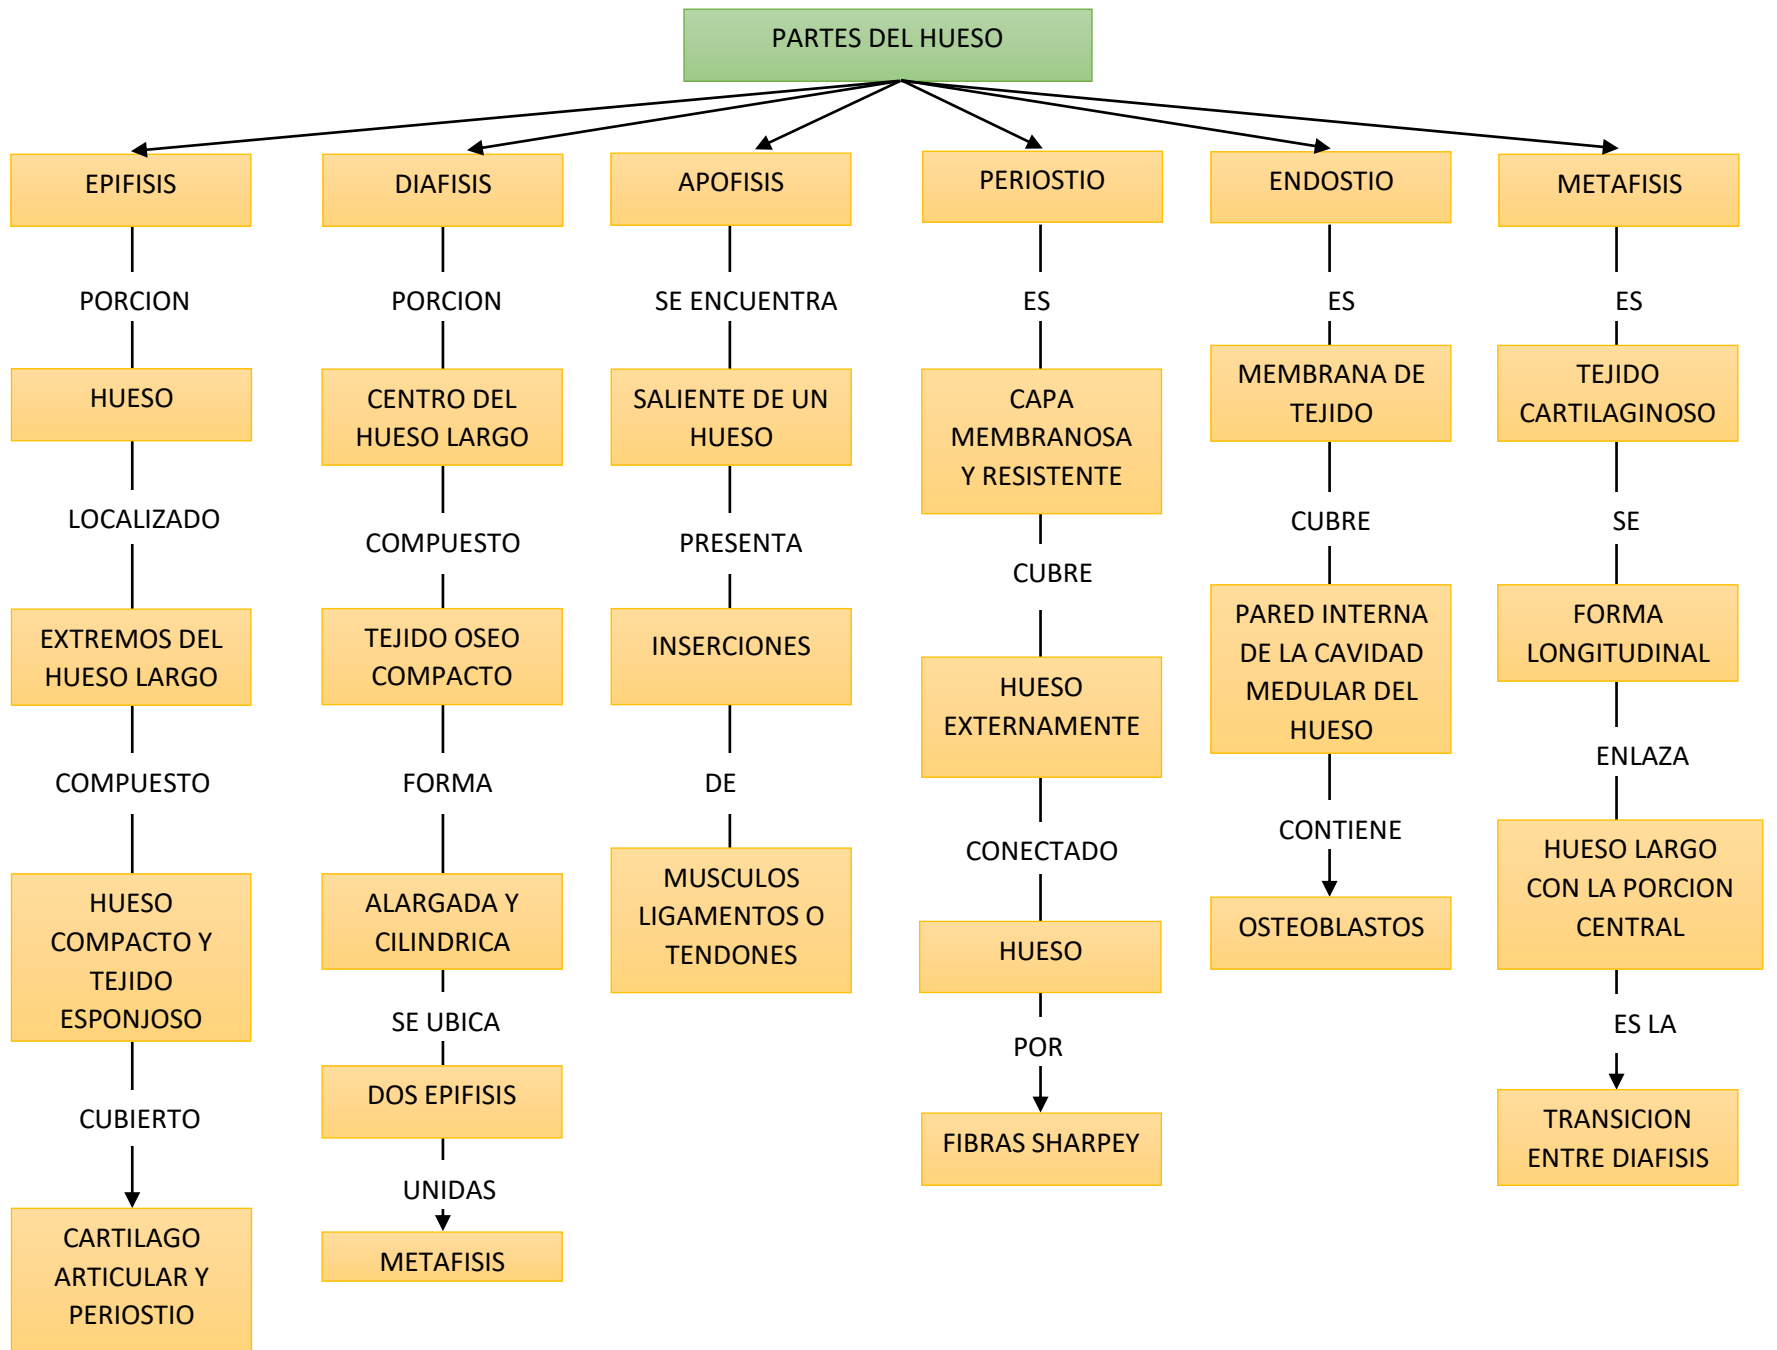 PARTES DEL HUESO
EPIFISIS
PORCION
HUESO
LOCALIZADO
EXTREMOS DEL
HUESO LARGO
COMPUESTO
HUESO
COMPACTO Y
TEJIDO
ESPONJOSO
CUBIERTO
CARTILAGO
ARTICULAR Y
PERIOSTIO
DIAFISIS
PORCION
CENTRO DEL
HUESO LARGO
COMPUESTO
TEJIDO OSEO
COMPACTO
FORMA
ALARGADA Y
CILINDRICA
SE UBICA
DOS EPIFISIS
UNIDAS
METAFISIS
APOFISIS
SE ENCUENTRA
SALIENTE DE UN
HUESO
PRESENTA
INSERCIONES
DE
MUSCULOS
LIGAMENTOS O
TENDONES
PERIOSTIO
ES
CAPA
MEMBRANOSA
Y RESISTENTE
CUBRE
HUESO
EXTERNAMENTE
CONECTADO
HUESO
POR
FIBRAS SHARPEY
ENDOSTIO
ES
MEMBRANA DE
TEJIDO
CUBRE
PARED INTERNA
DE LA CAVIDAD
MEDULAR DEL
HUESO
CONTIENE
OSTEOBLASTOS
METAFISIS
ES
TEJIDO
CARTILAGINOSO
SE
FORMA
LONGITUDINAL
ENLAZA
HUESO LARGO
CON LA PORCION
CENTRAL
ES LA
TRANSICION
ENTRE DIAFISIS